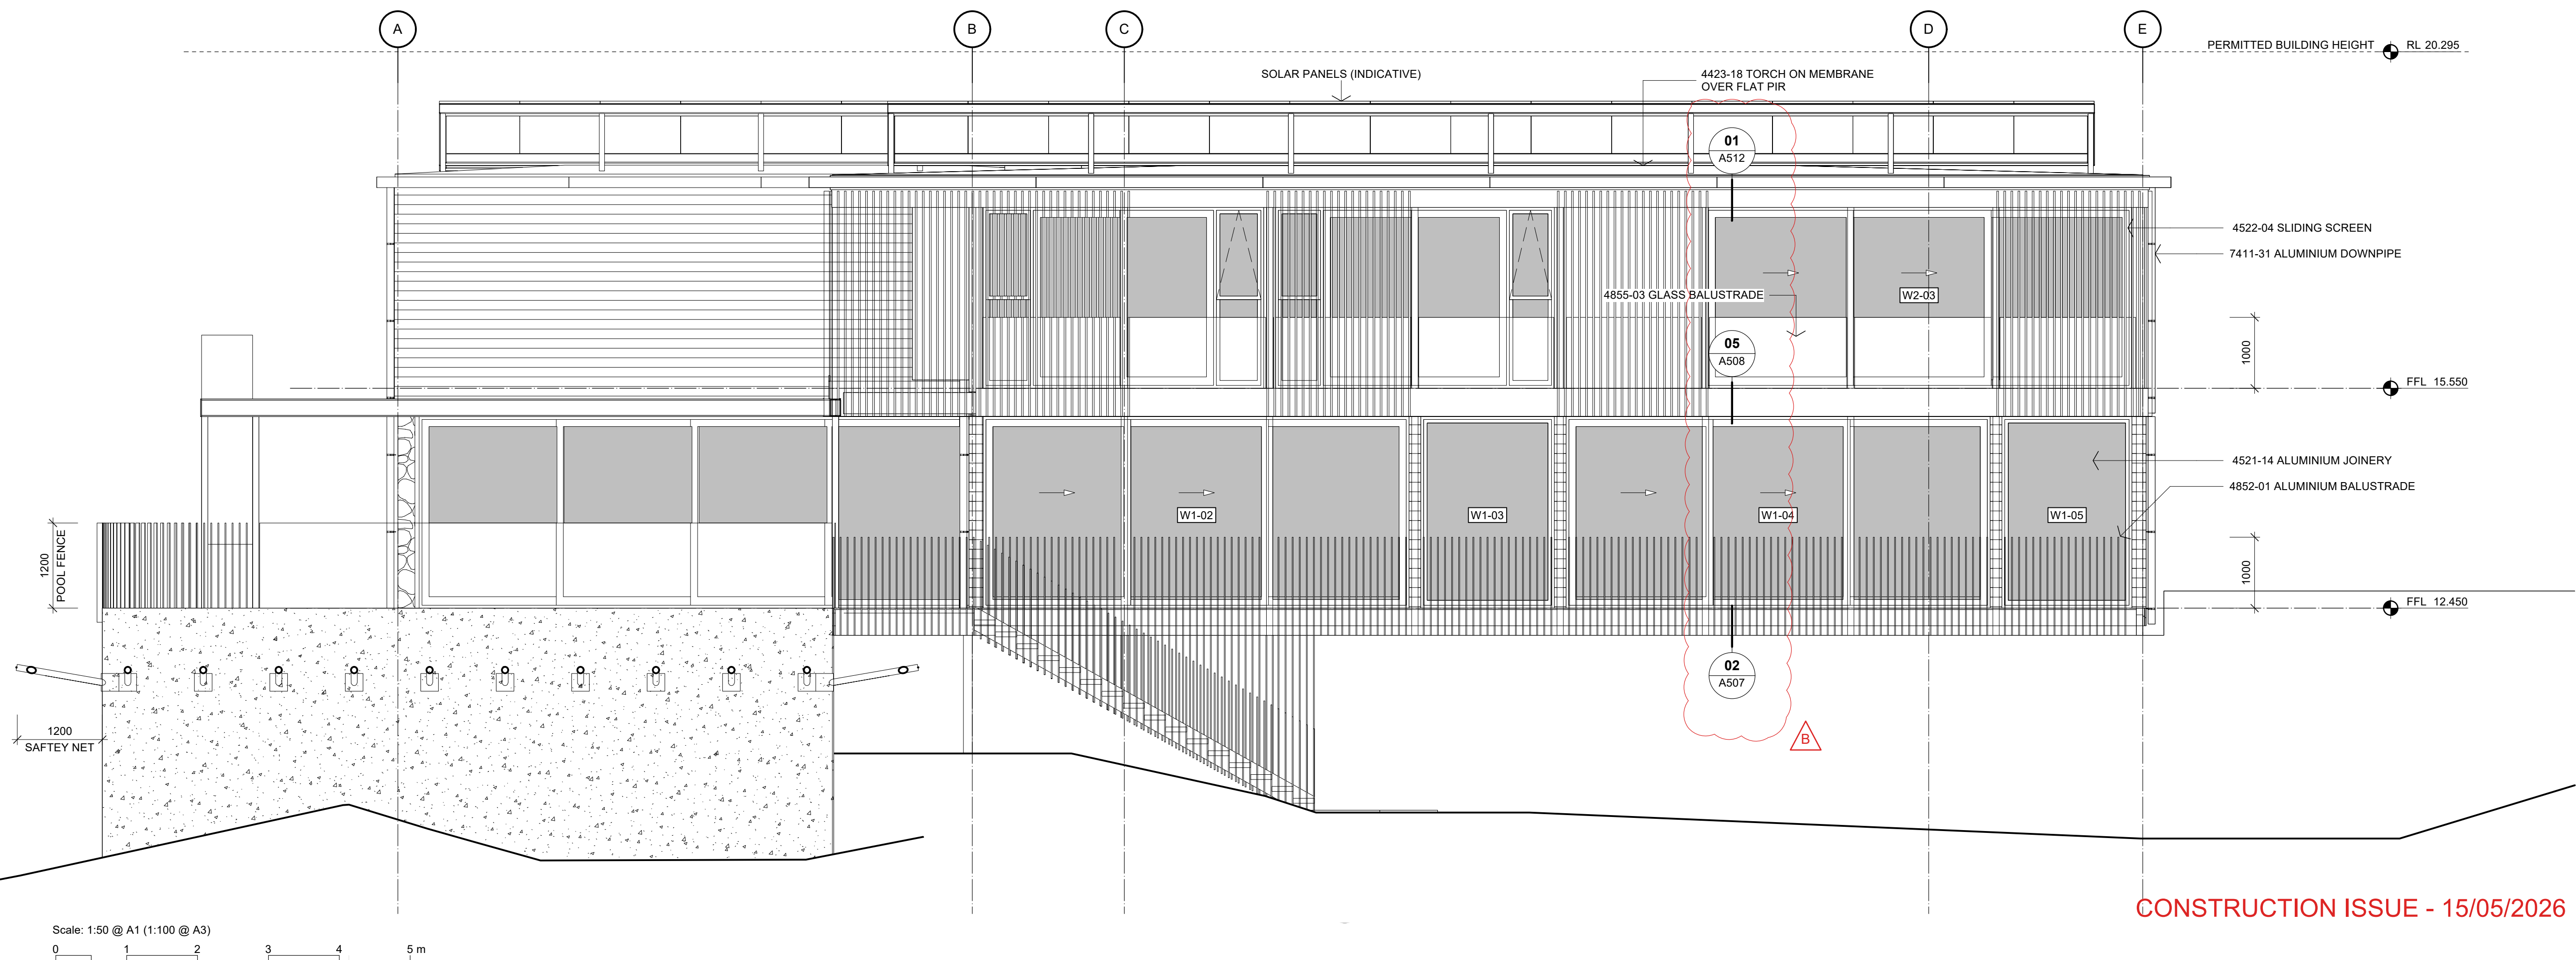 A
B
C
D
E
PERMITTED BUILDING HEIGHT
RL 20.295
SOLAR PANELS (INDICATIVE)
4423-18 TORCH ON MEMBRANE
OVER FLAT PIR
01
A512
4522-04 SLIDING SCREEN
7411-31 ALUMINIUM DOWNPIPE
4855-03 GLASS BALUSTRADE
W2-03
1000
05
A508
FFL 15.550
4521-14 ALUMINIUM JOINERY
4852-01 ALUMINIUM BALUSTRADE
W1-02
W1-03
W1-04
W1-05
1200
POOL FENCE
1000
FFL 12.450
02
A507
1200
SAFTEY NET
B
CONSTRUCTION ISSUE - 15/05/2026
Scale: 1:50 @ A1 (1:100 @ A3)
0 1 2 3 4 5 m